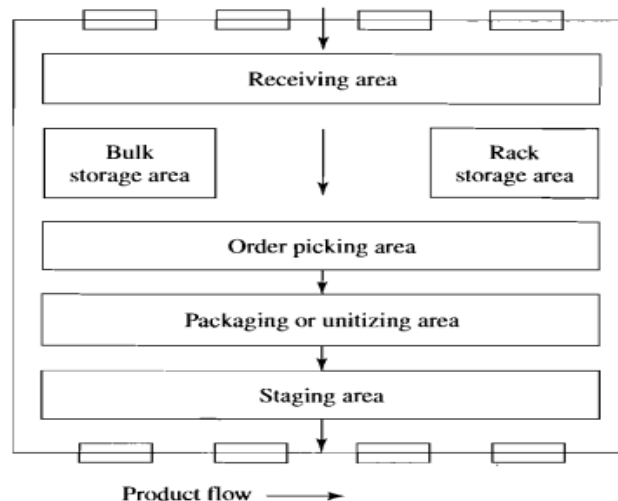 Receiving area
Bulk
storage area
Rack
storage area
Order picking area
Packaging or unitizing area
Staging area
Product flow